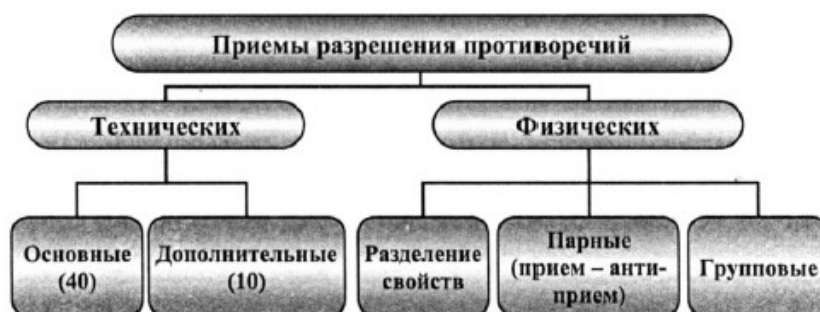 Приемы разрешения противоречий
Технических
Физических
Основные
(40)
Дополнительные
(10)
Разделение
свойств
Парные
(прием – анти-
прием)
Групповые